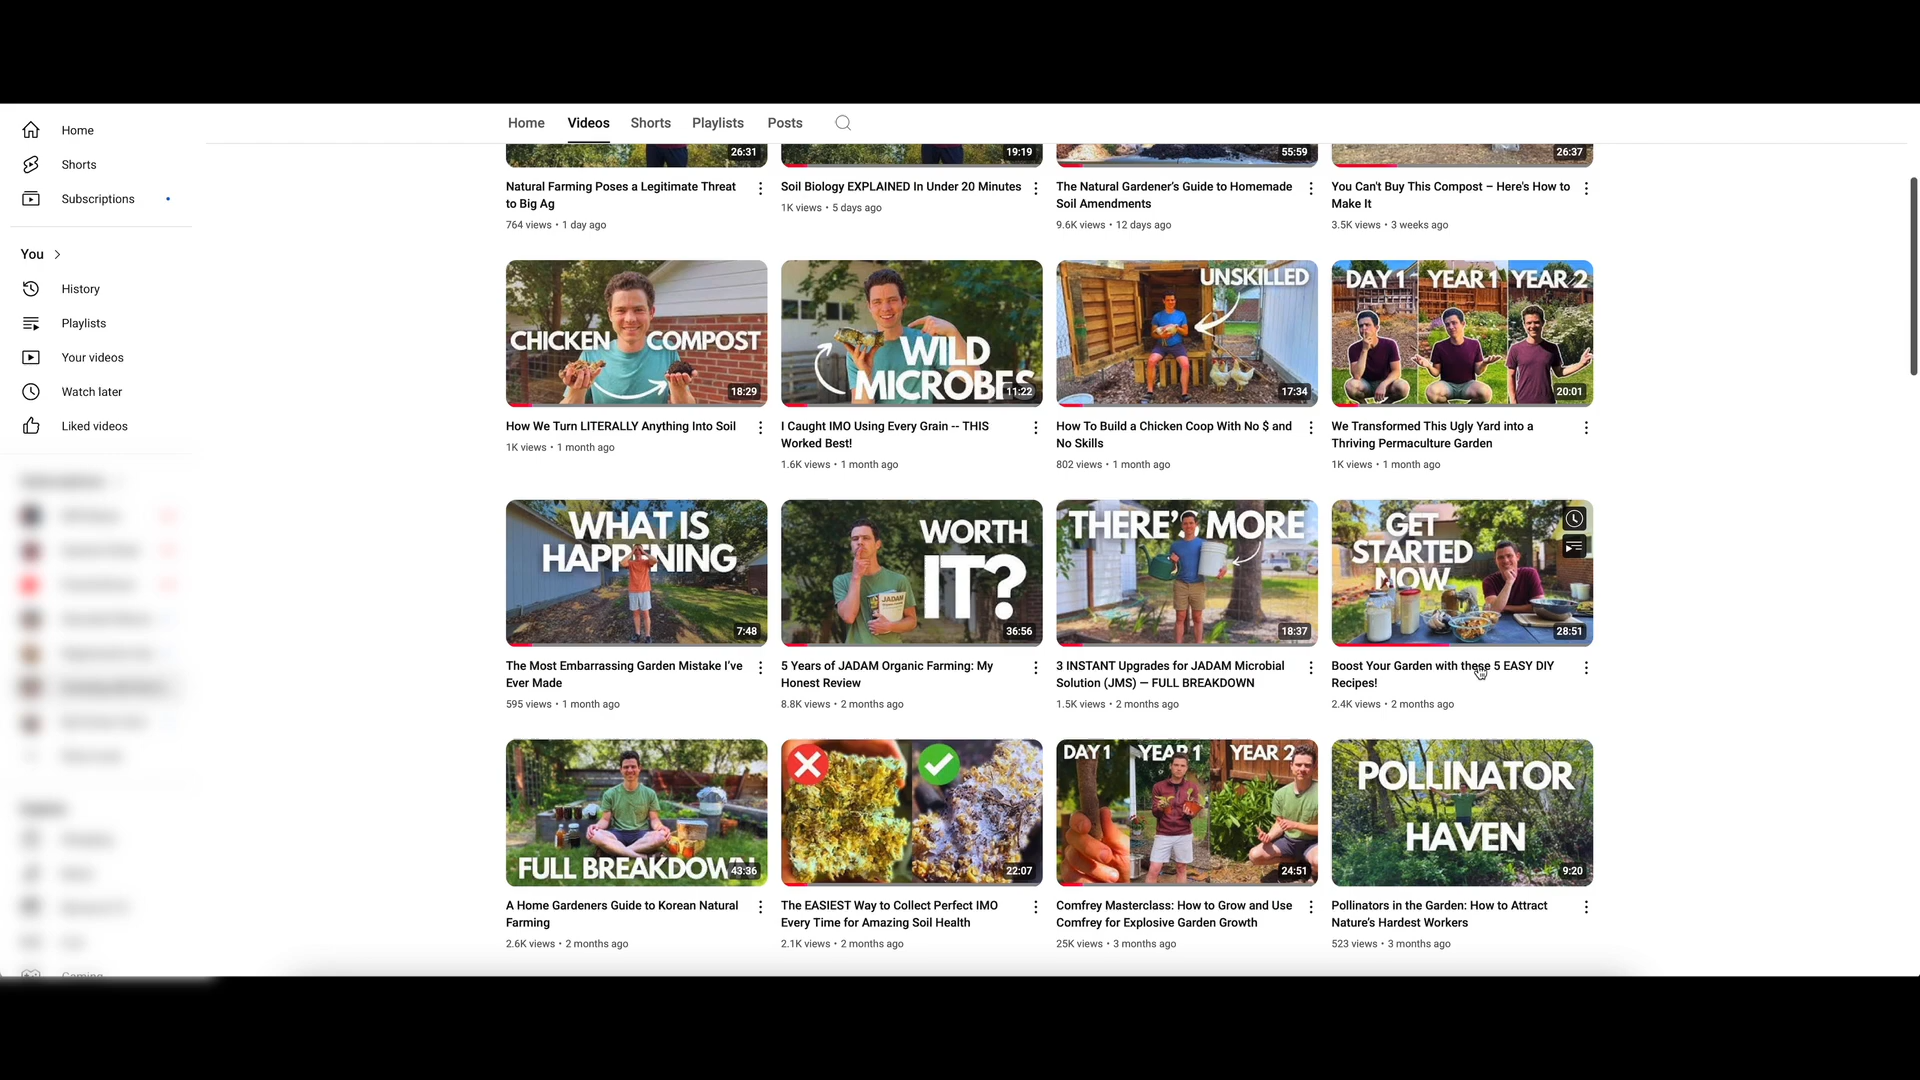 Home
Shorts
Subscriptions
You
History
Playlists
Your videos
Watch later
Liked videos
Home Videos Shorts Playlists Posts
26:31
Natural Farming Poses a Legitimate Threat
to Big Ag
764 views • 1 day ago
19:19
Soil Biology EXPLAINED In Under 20 Minutes
1K views • 5 days ago
55:59
The Natural Gardener's Guide to Homemade
Soil Amendments
9.6K views • 12 days ago
26:37
You Can't Buy This Compost – Here's How to
Make It
3.5K views • 3 weeks ago
CHICKEN COMPOST
18:29
How We Turn LITERALLY Anything Into Soil
1K views • 1 month ago
WILD
MICROBES
11:22
I Caught IMO Using Every Grain -- THIS
Worked Best!
1.6K views • 1 month ago
UNSKILLED
17:34
How To Build a Chicken Coop With No $ and
No Skills
802 views • 1 month ago
DAY 1 YEAR 1 YEAR 2
20:01
We Transformed This Ugly Yard into a
Thriving Permaculture Garden
1K views • 1 month ago
WHAT IS
HAPPENING
7:48
The Most Embarrassing Garden Mistake I've
Ever Made
595 views • 1 month ago
WORTH
IT?
JADAM
36:56
5 Years of JADAM Organic Farming: My
Honest Review
8.8K views • 2 months ago
THERE'S MORE
18:37
3 INSTANT Upgrades for JADAM Microbial
Solution (JMS) — FULL BREAKDOWN
1.5K views • 2 months ago
GET
STARTED
NOW
28:51
Boost Your Garden with these 5 EASY DIY
Recipes!
2.4K views • 2 months ago
FULL BREAKDOWN
43:36
A Home Gardeners Guide to Korean Natural
Farming
2.6K views • 2 months ago
22:07
The EASIEST Way to Collect Perfect IMO
Every Time for Amazing Soil Health
2.1K views • 2 months ago
DAY 1 YEAR 1 YEAR 2
24:51
Comfrey Masterclass: How to Grow and Use
Comfrey for Explosive Garden Growth
25K views • 3 months ago
POLLINATOR
HAVEN
9:20
Pollinators in the Garden: How to Attract
Nature's Hardest Workers
523 views • 3 months ago